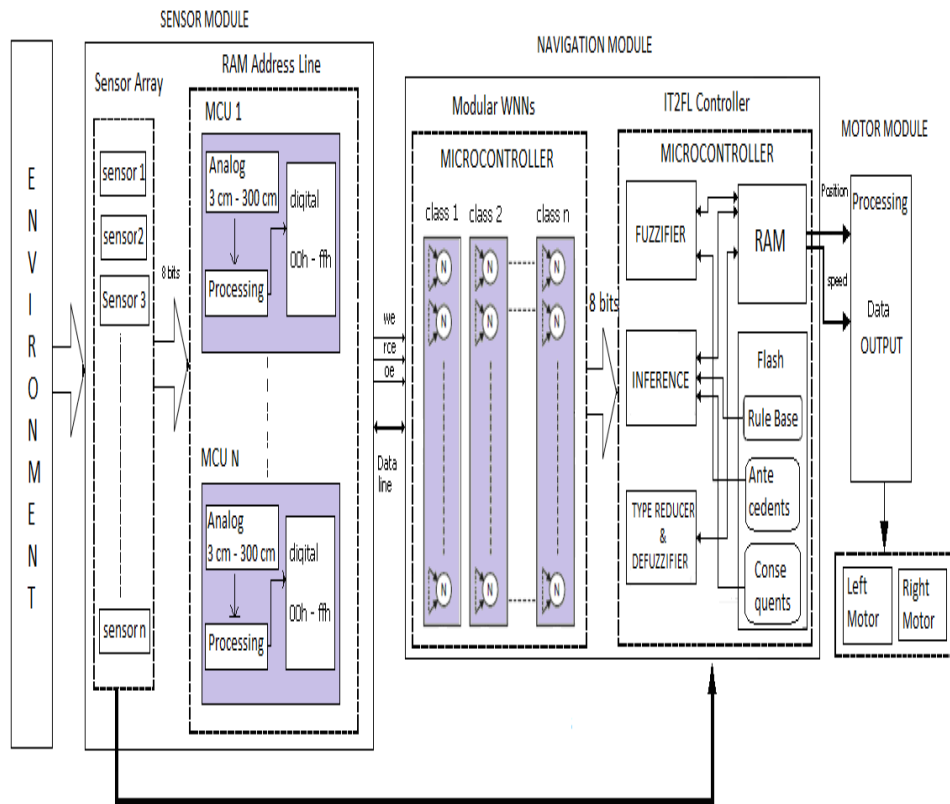 SENSOR MODULE
NAVIGATION MODULE
MOTOR MODULE
E
N
V
I
R
O
N
M
E
N
T
Sensor Array
sensor 1
sensor2
Sensor 3
sensor n
8 bits
RAM Address Line
MCU 1
Analog
3 cm - 300 cm
Processing
digital
00h - ffh
MCU N
Analog
3 cm - 300 cm
Processing
digital
00h - ffh
we
rce
oe
Data
line
Modular WNNs
MICROCONTROLLER
class 1
class 2
class n
N
N
N
N
N
N
N
N
N
8 bits
IT2FL Controller
MICROCONTROLLER
FUZZIFIER
INFERENCE
TYPE REDUCER
&
DEFUZZIFIER
RAM
Flash
Rule Base
Ante
cedents
Conse
quents
Position
speed
Processing
Data
OUTPUT
Left
Motor
Right
Motor